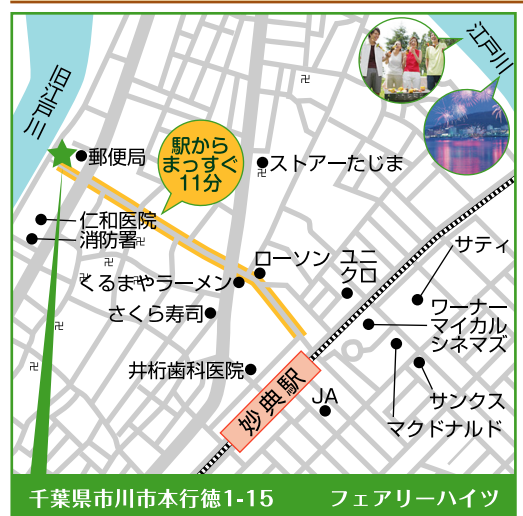 江戸川
旧江戸川
郵便局
駅から
まっすぐ
11分
ストアーたじま
仁和医院
消防署
ローソン
ユニ
クロ
サティ
くるまやラーメン
さくら寿司
ワーナー
マイカル
シネマズ
井桁歯科医院
妙典駅
JA
サンクス
マクドナルド
千葉県市川市本行徳1-15 フェアリーハイツ